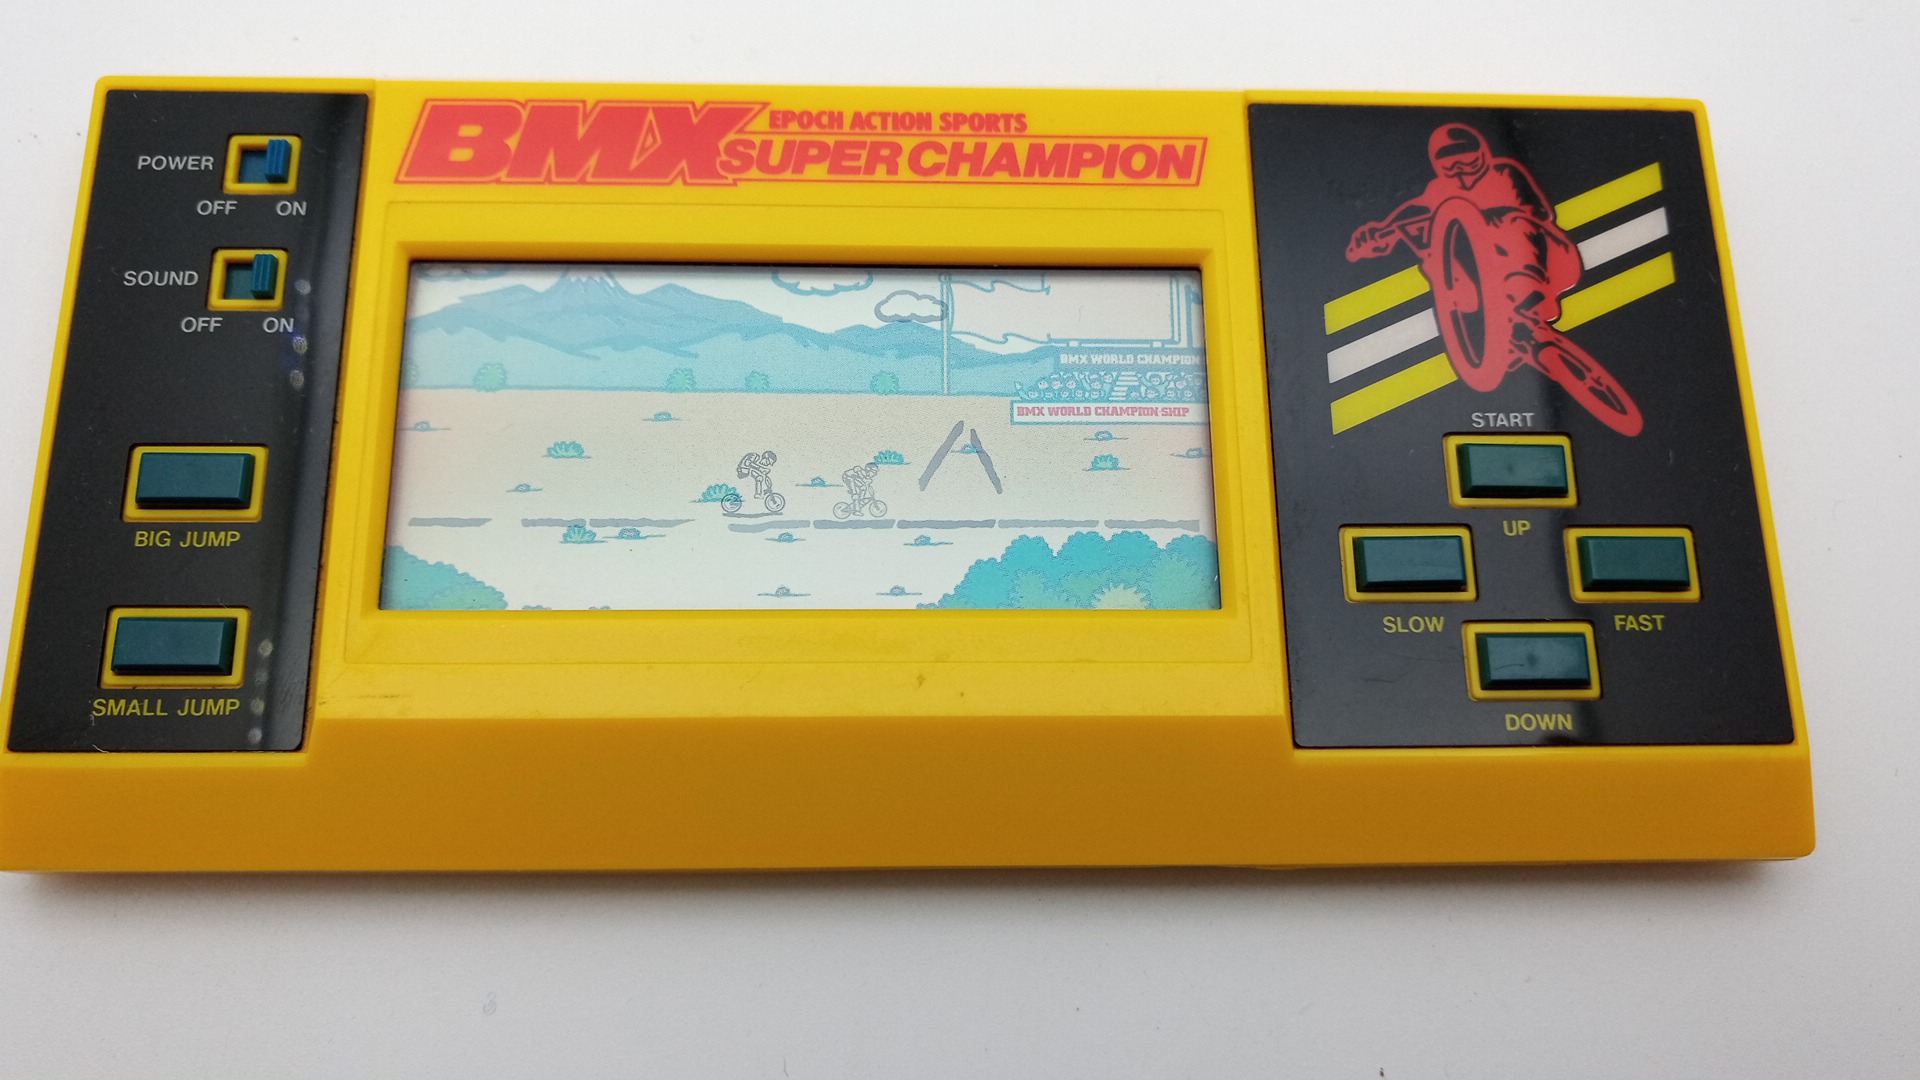 BMX
EPOCH ACTION SPORTS
SUPER CHAMPION
POWER
OFF ON
SOUND
OFF ON
BIG JUMP
SMALL JUMP
BMX WORLD CHAMPION
BMX WORLD CHAMPION SHIP
START
UP
SLOW
FAST
DOWN